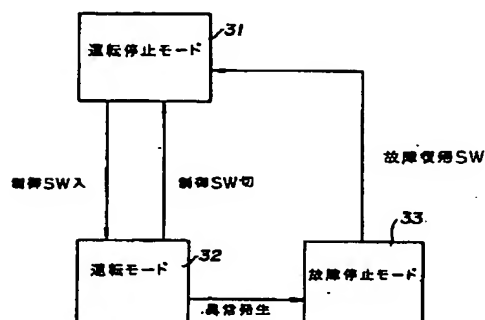 31
運転停止モード
故障復帰SW
制御SW入
制御SW切
33
32
運転モード
故障停止モード
異常発生